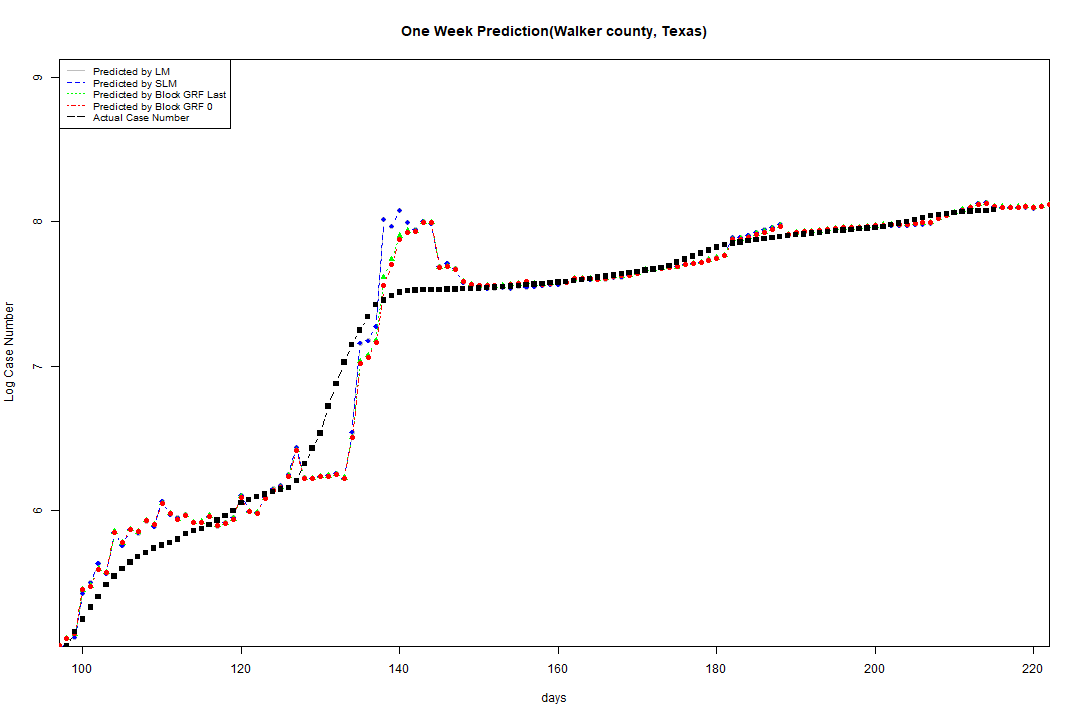 One Week Prediction(Walker county, Texas)
Predicted by LM
Predicted by SLM
Predicted by Block GRF Last
Predicted by Block GRF 0
Actual Case Number
9
8
7
6
Log Case Number
100 120 140 160 180 200 220
days